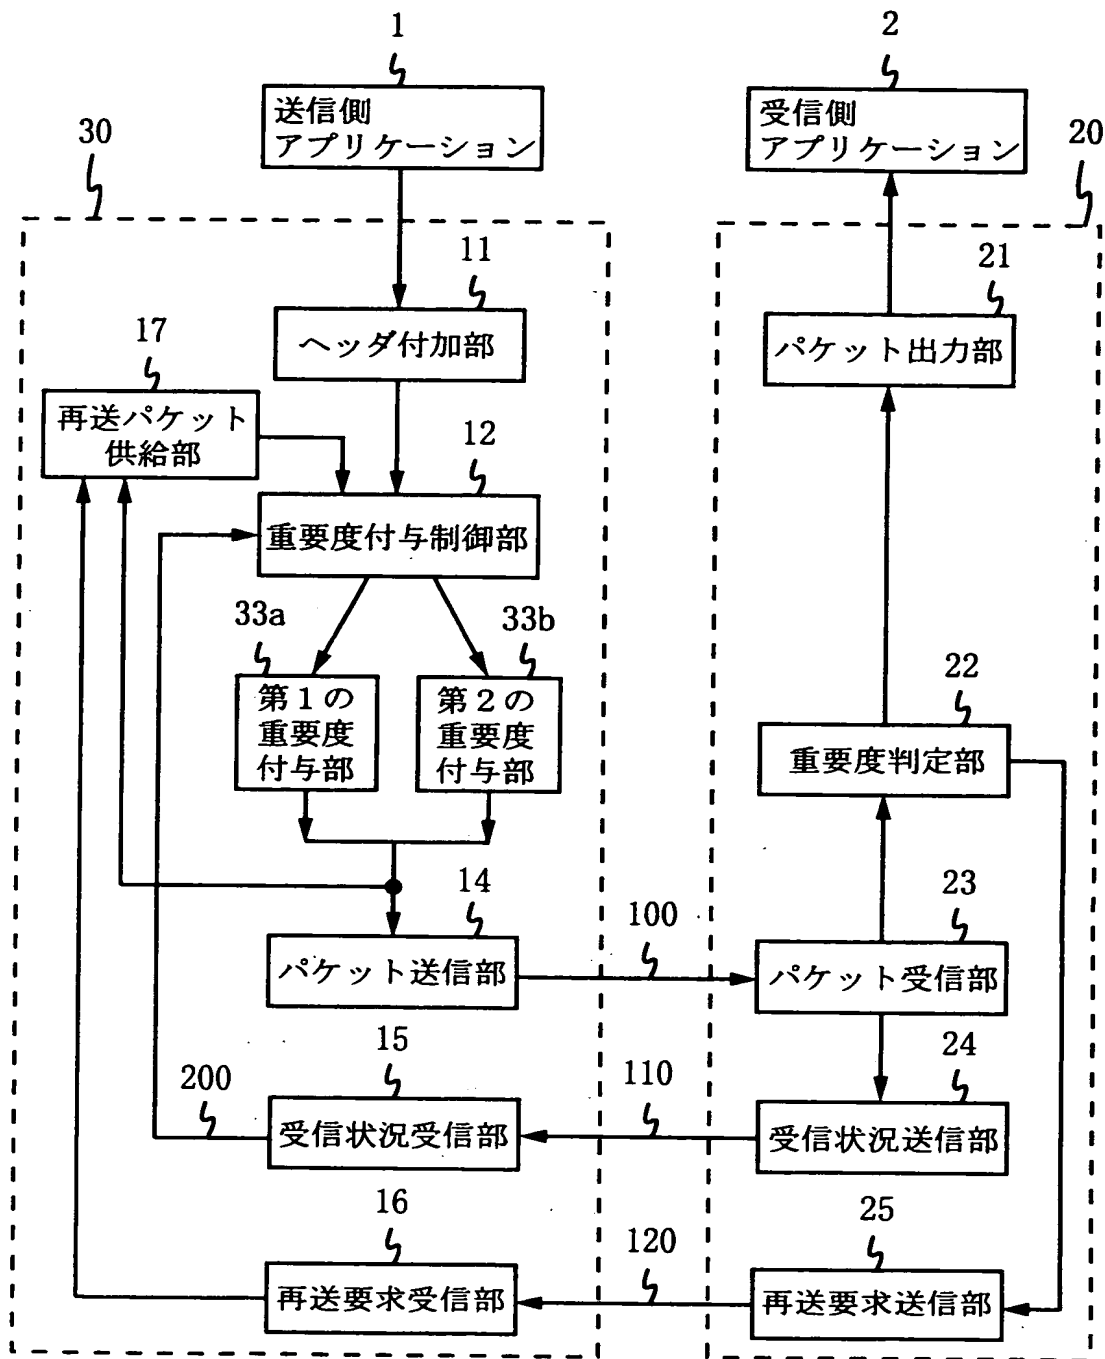 1
送信側
アプリケーション
2
受信側
アプリケーション
30
20
11
ヘッダ付加部
21
パケット出力部
17
再送パケット
供給部
12
重要度付与制御部
33a
第1の
重要度
付与部
33b
第2の
重要度
付与部
22
重要度判定部
14
パケット送信部
100
23
パケット受信部
15
受信状況受信部
200
110
24
受信状況送信部
16
再送要求受信部
120
25
再送要求送信部